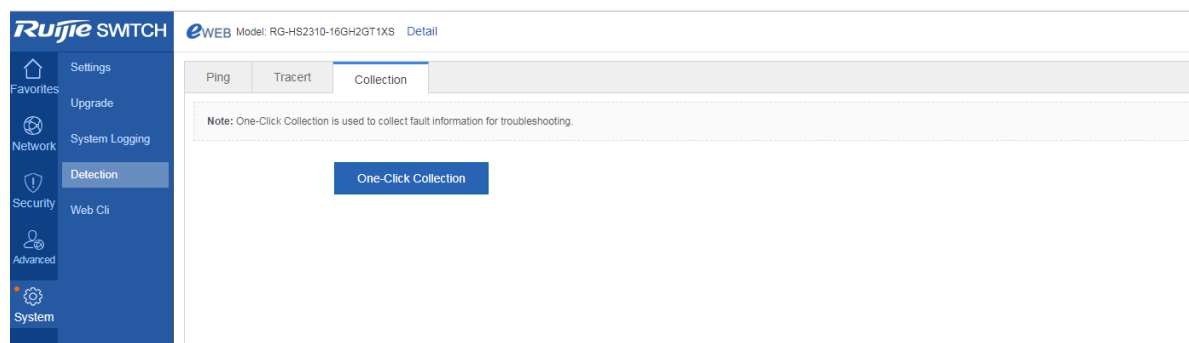 Ruijie SWITCH
eWEB Model: RG-HS2310-16GH2GT1XS Detail
Favorites
Network
Security
Advanced
System
Settings
Upgrade
System Logging
Detection
Web Cli
Ping Tracert Collection
Note: One-Click Collection is used to collect fault information for troubleshooting.
One-Click Collection